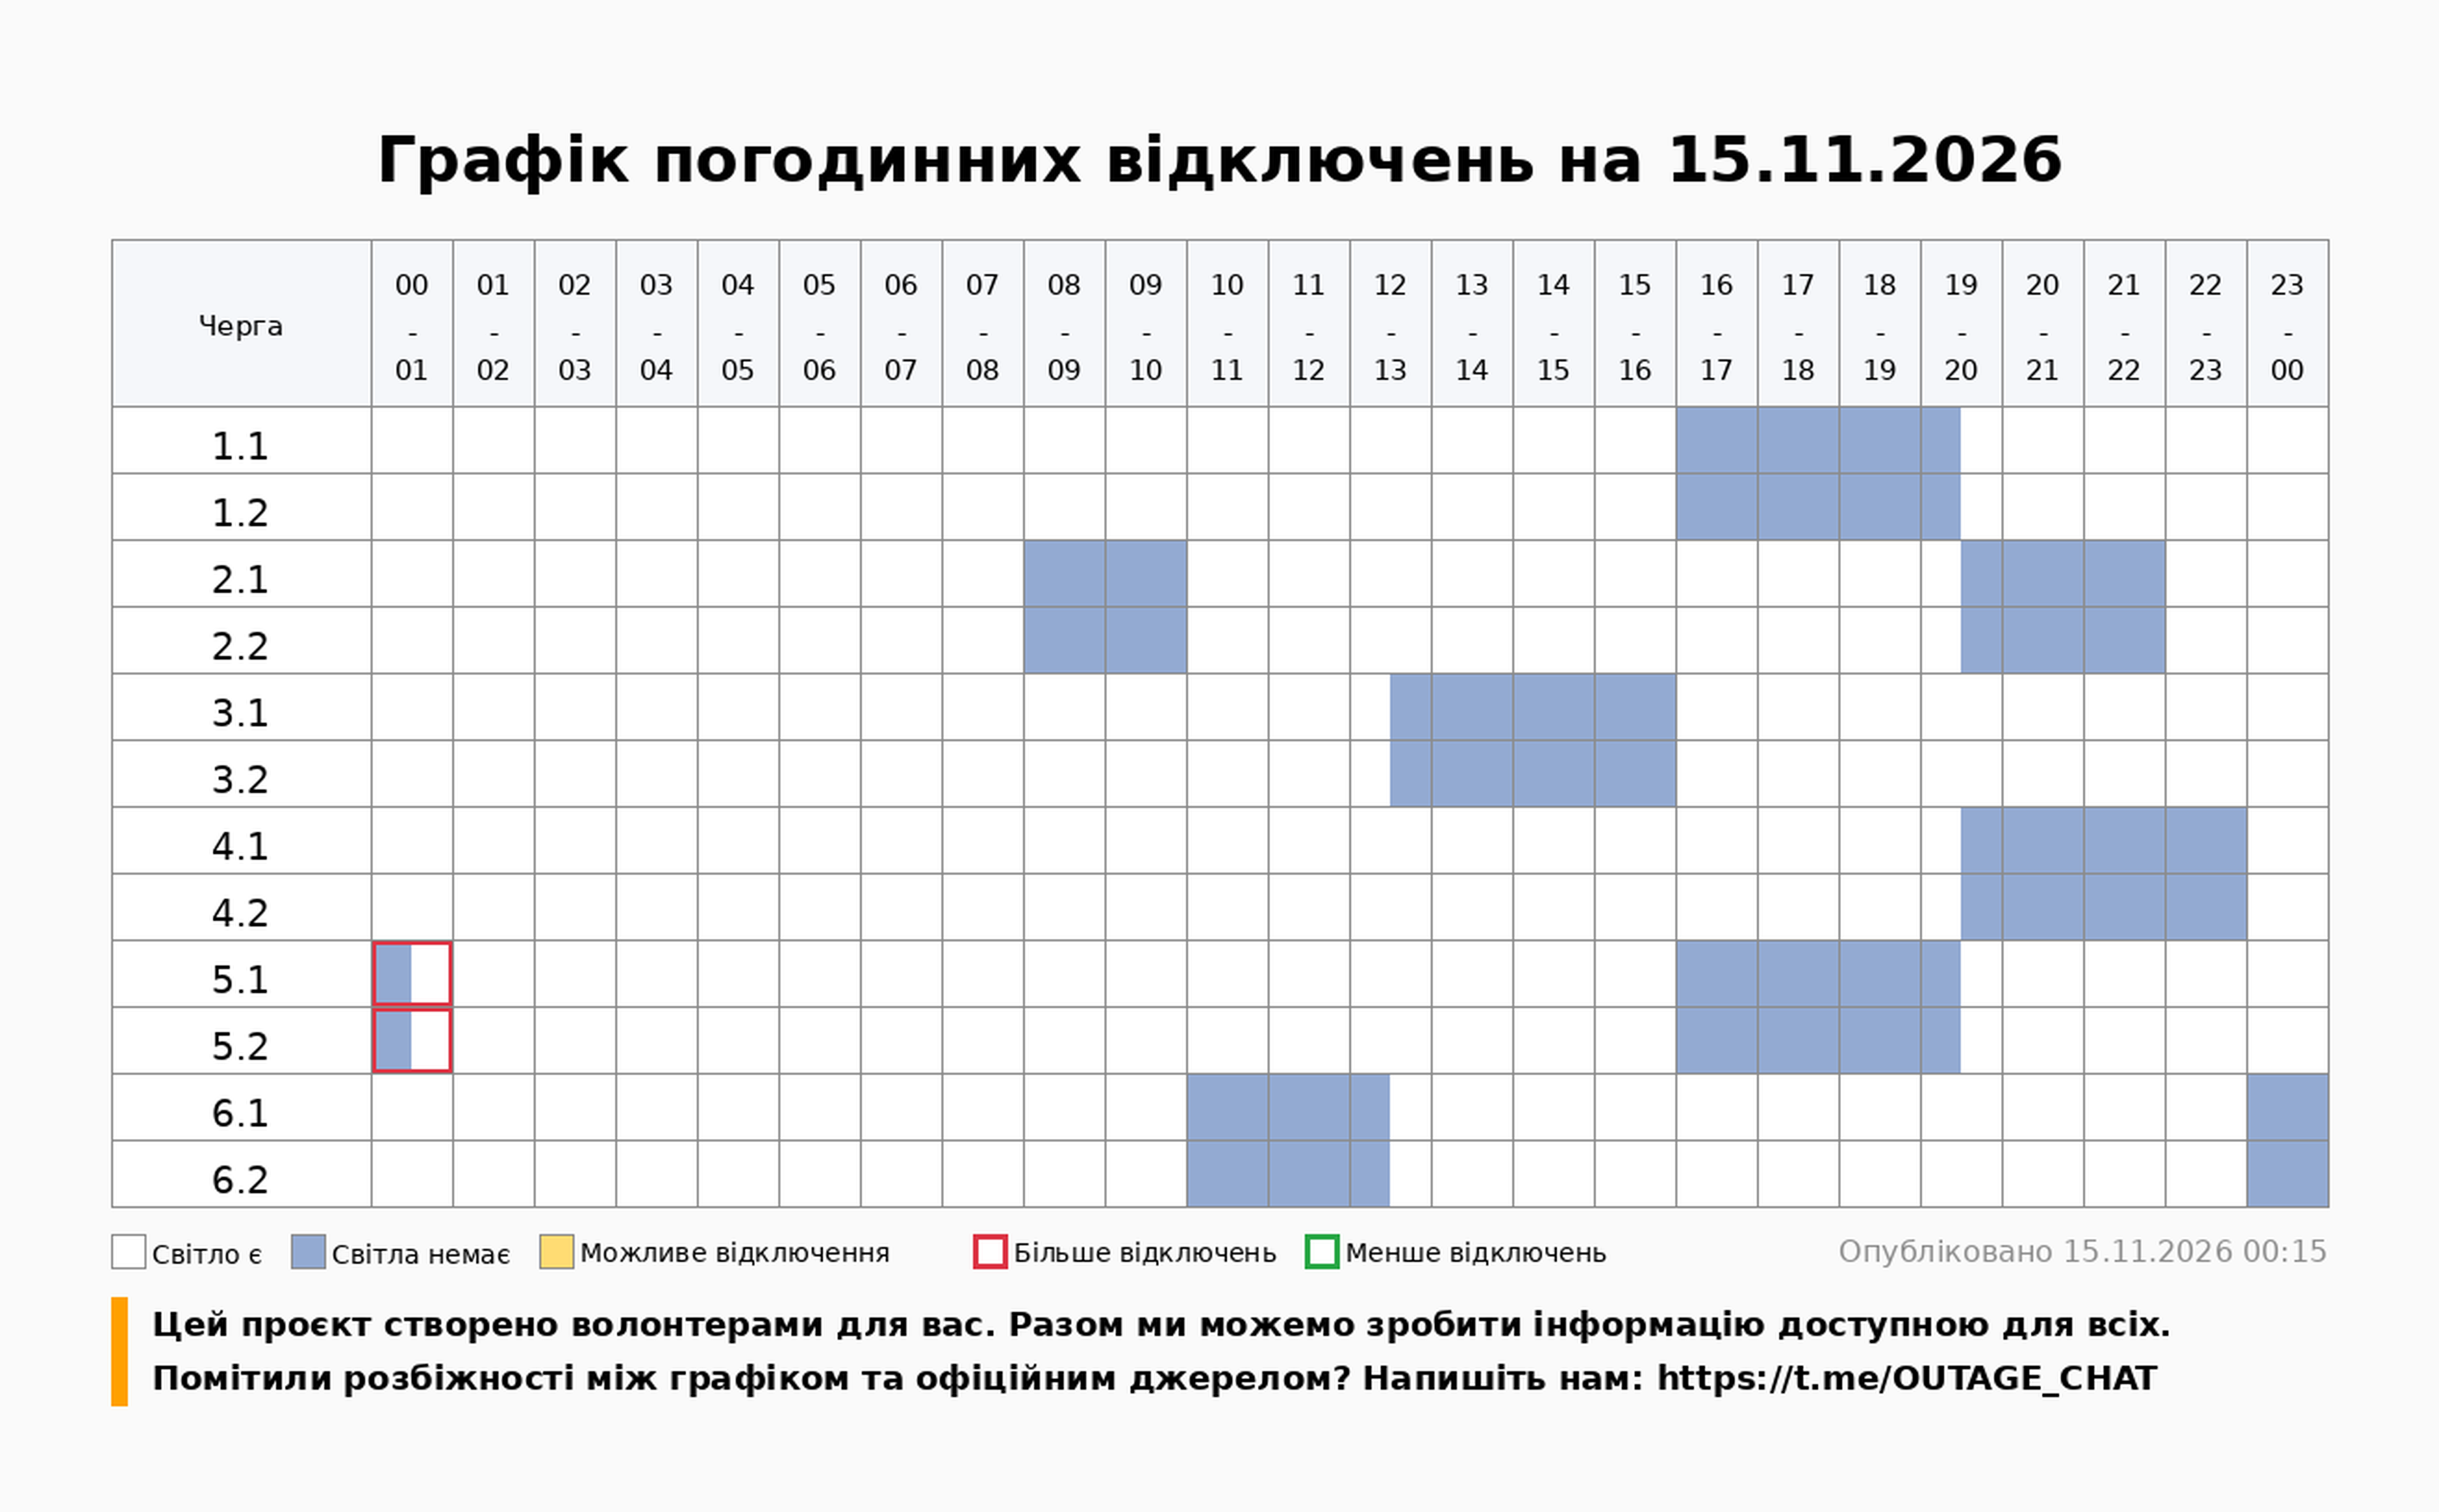 Графік погодинних відключень на 15.11.2026
Черга
00 - 01
01 - 02
02 - 03
03 - 04
04 - 05
05 - 06
06 - 07
07 - 08
08 - 09
09 - 10
10 - 11
11 - 12
12 - 13
13 - 14
14 - 15
15 - 16
16 - 17
17 - 18
18 - 19
19 - 20
20 - 21
21 - 22
22 - 23
23 - 00
1.1
1.2
2.1
2.2
3.1
3.2
4.1
4.2
5.1
5.2
6.1
6.2
Світло є Світла немає Можливе відключення Більше відключень Менше відключень Опубліковано 15.11.2026 00:15
Цей проєкт створено волонтерами для вас. Разом ми можемо зробити інформацію доступною для всіх.
Помітили розбіжності між графіком та офіційним джерелом? Напишіть нам: https://t.me/OUTAGE_CHAT